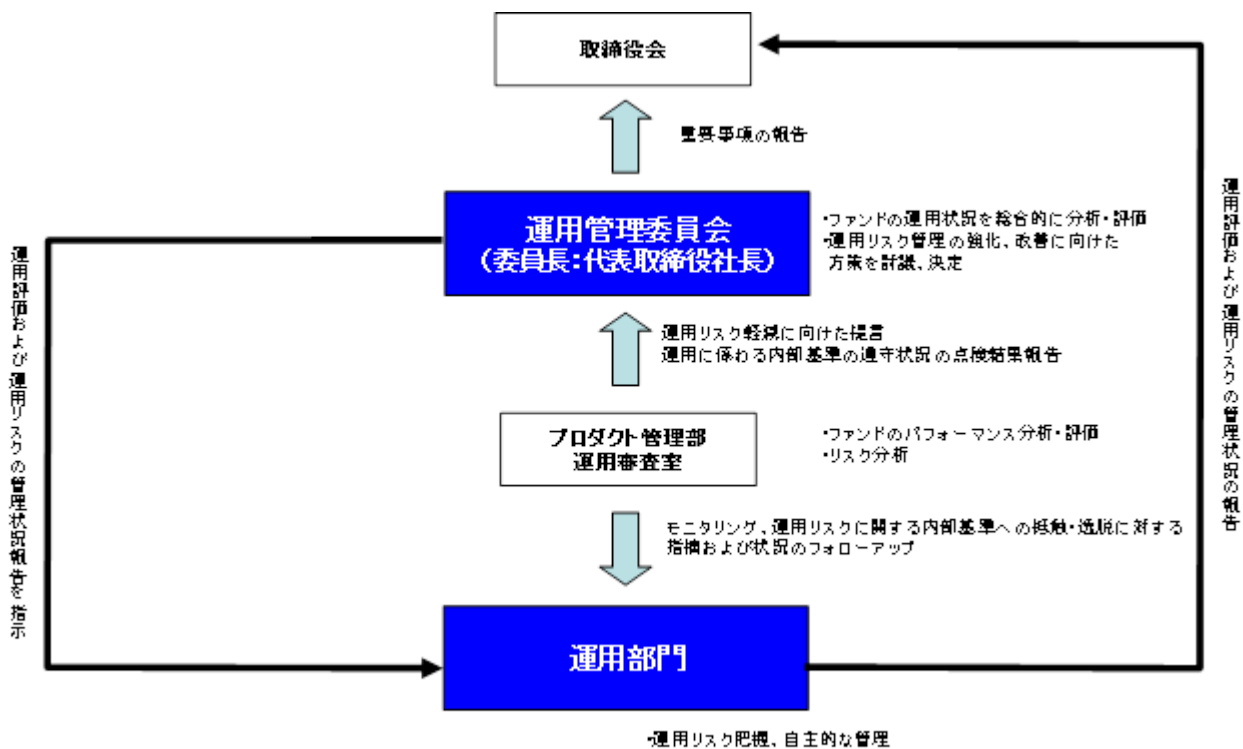 取締役会
重要事項の報告
運用管理委員会
（委員長：代表取締役社長）
・ファンドの運用状況を総合的に分析・評価
・運用リスク管理の強化、改善に向けた
方策を討議、決定
運用リスク軽減に向けた提言
運用に係わる内部基準の遵守状況の点検結果報告
プロダクト管理部
運用審査室
・ファンドのパフォーマンス分析・評価
・リスク分析
モニタリング、運用リスクに関する内部基準への抵触・逸脱に対する
指摘および状況のフォローアップ
運用部門
・運用リスク把握、自主的な管理
運用評価および運用リスクの管理状況報告を指示
運用評価および運用リスクの管理状況の報告